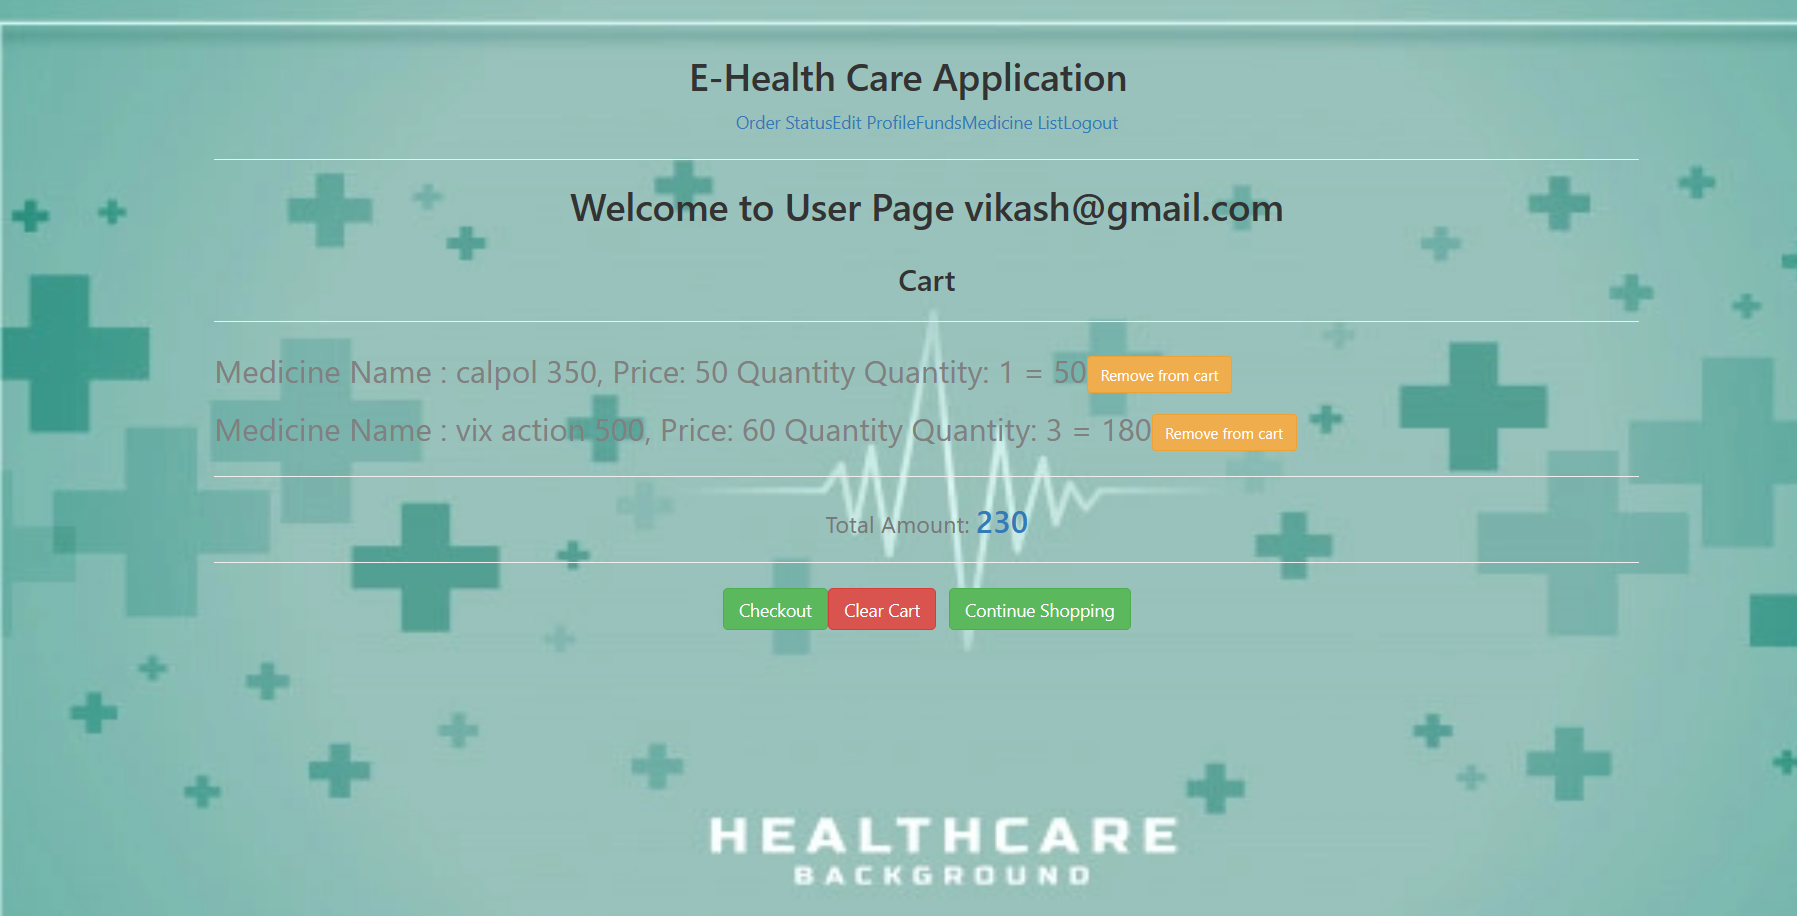 E-Health Care Application
Order StatusEdit ProfileFundsMedicine ListLogout
Welcome to User Page vikash@gmail.com
Cart
Medicine Name : calpol 350, Price: 50 Quantity Quantity: 1 = 50 Remove from cart
Medicine Name : vix action 500, Price: 60 Quantity Quantity: 3 = 180 Remove from cart
Total Amount: 230
Checkout Clear Cart Continue Shopping
HEALTHCARE
BACKGROUND